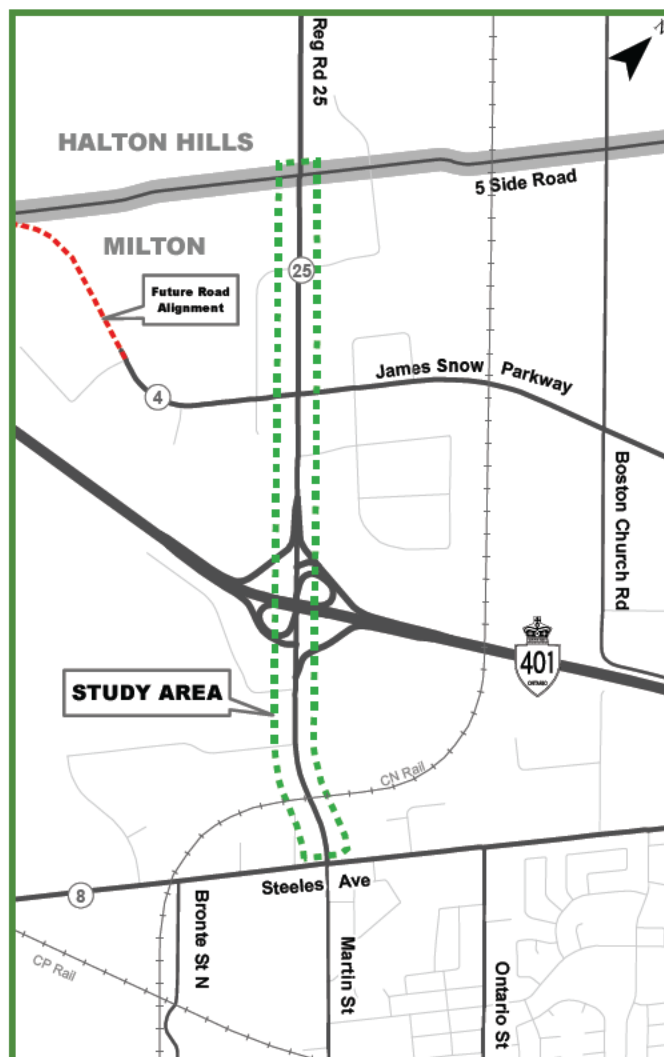 Reg Rd 25
N
HALTON HILLS
5 Side Road
MILTON
25
Future Road
Alignment
James Snow Parkway
4
Boston Church Rd
401
ONTARIO
STUDY AREA
CN Rail
Steeles Ave
8
Bronte St N
Martin St
Ontario St
CP Rail